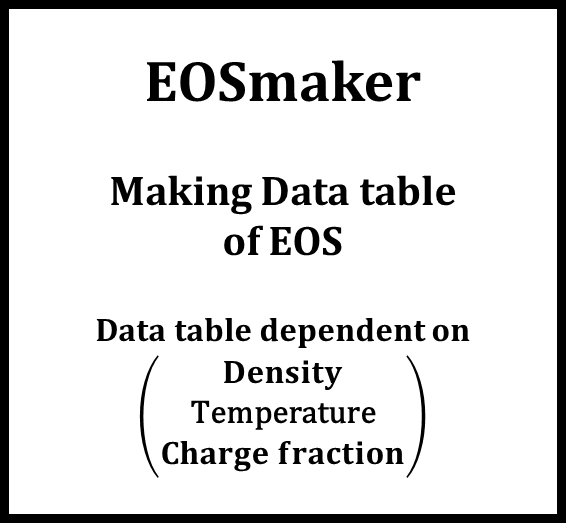 EOSmaker
Making Data table
of EOS
Data table dependent on
Density
Temperature
Charge fraction